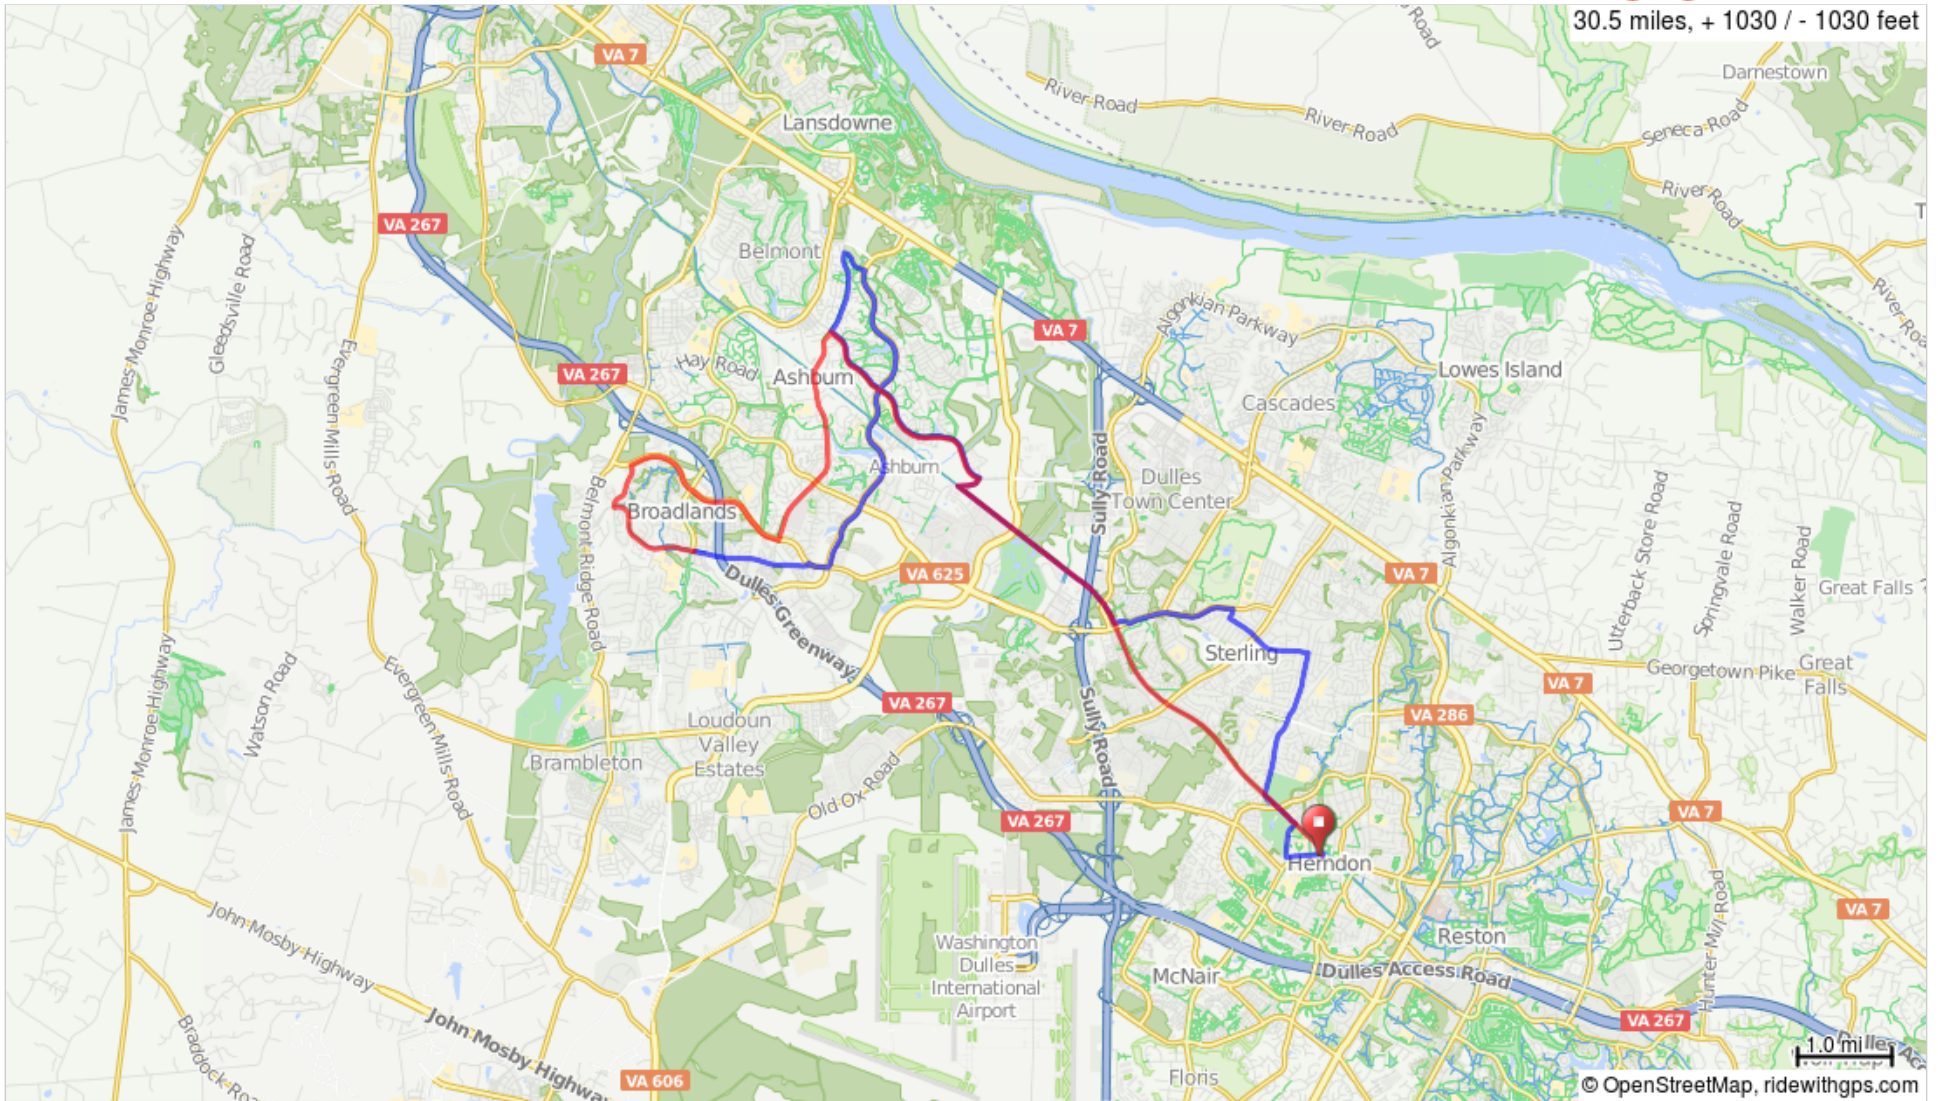 30.5 miles, + 1030 / - 1030 feet
VA 7
Darnestown
River Road
River Road
Seneca Road
Lansdowne
River Road
VA 267
James Monroe Highway
Gleedsville Road
Belmont
Algonkian Parkway
VA 7
River Roa
Evergreen Mills Road
Hay Road
VA 267
Ashburn
Lowes Island
Cascades
Sully Road
Algonkian Parkway
Ashburn
Dulles
Town Center
Belmont Ridge Road
Broadlands
Utterback Store Road
Springvale Road
Walker Road
VA 625
VA 7
Great Falls
Dulles Greenway
James Monroe Highway
Watson Road
Evergreen Mills Road
Sterling
Georgetown Pike
Great
Falls
VA 7
VA 267
Sully Road
VA 286
Loudoun
Valley
Estates
Brambleton
Old Ox Road
VA 267
VA 7
Herndon
Hunter Mill Road
VA 7
John Mosby Highway
Washington
Dulles
International
Airport
Reston
McNair
Dulles Access Road
John Mosby Highway
VA 267
Braddock Ro
Dulles Acc
1.0 mi
VA 606
Floris
© OpenStreetMap, ridewithgps.com